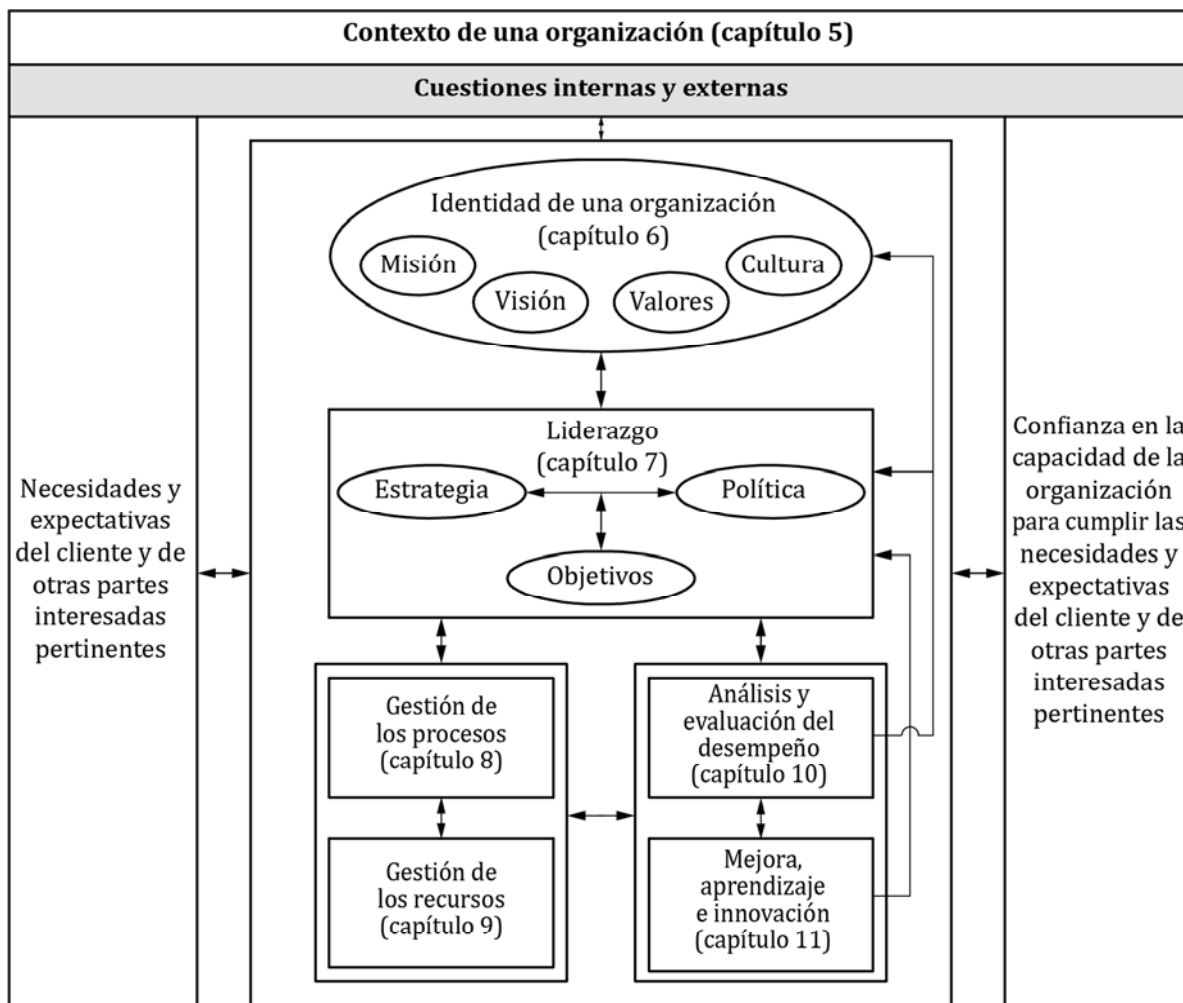 Contexto de una organización (capítulo 5)
Cuestiones internas y externas
Necesidades y
expectativas
del cliente y de
otras partes
interesadas
pertinentes
Identidad de una organización
(capítulo 6)
Misión
Visión
Valores
Cultura
Liderazgo
(capítulo 7)
Estrategia
Política
Objetivos
Gestión de
los procesos
(capítulo 8)
Gestión de
los recursos
(capítulo 9)
Análisis y
evaluación del
desempeño
(capítulo 10)
Mejora,
aprendizaje
e innovación
(capítulo 11)
Confianza en la
capacidad de la
organización
para cumplir las
necesidades y
expectativas
del cliente y de
otras partes
interesadas
pertinentes